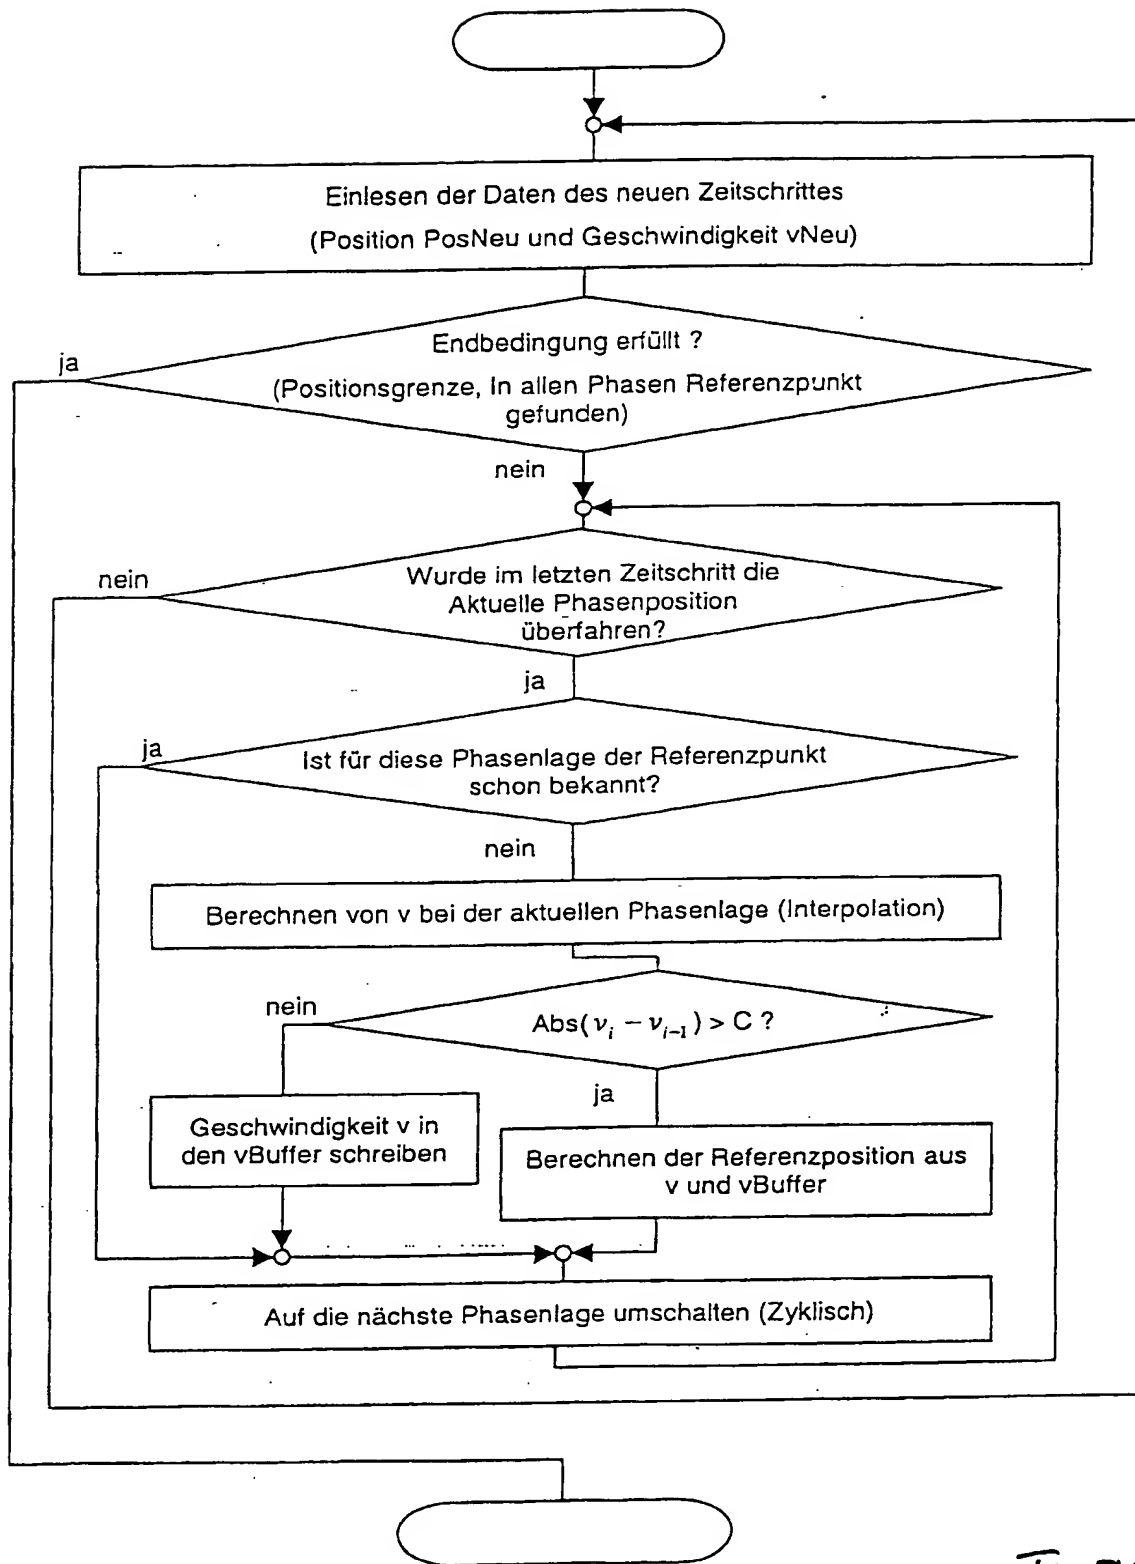 Einlesen der Daten des neuen Zeitschrittes
(Position PosNeu und Geschwindigkeit vNeu)
ja
Endbedingung erfüllt ?
(Positionsgrenze, In allen Phasen Referenzpunkt
gefunden)
nein
nein
Wurde im letzten Zeitschritt die
Aktuelle Phasenposition
überfahren?
ja
ja
Ist für diese Phasenlage der Referenzpunkt
schon bekannt?
nein
Berechnen von v bei der aktuellen Phasenlage (Interpolation)
nein
Abs( v_i − v_{i−1} ) > C ?
ja
Geschwindigkeit v in
den vBuffer schreiben
Berechnen der Referenzposition aus
v und vBuffer
Auf die nächste Phasenlage umschalten (Zyklisch)